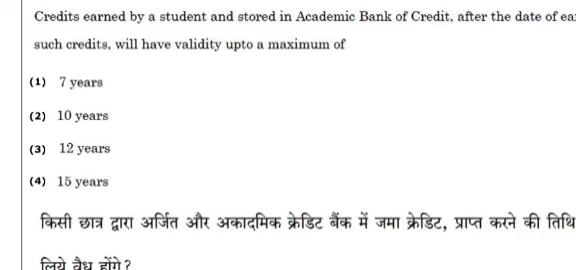 Credits earned by a student and stored in Academic Bank of Credit, after the date of
such credits, will have validity upto a maximum of
(1) 7 years
(2) 10 years
(3) 12 years
(4) 15 years
किसी छात्र द्वारा अर्जित और अकादमिक क्रेडिट बैंक में जमा क्रेडिट, प्राप्त करने की तिथि
लिये वैध होंगे?